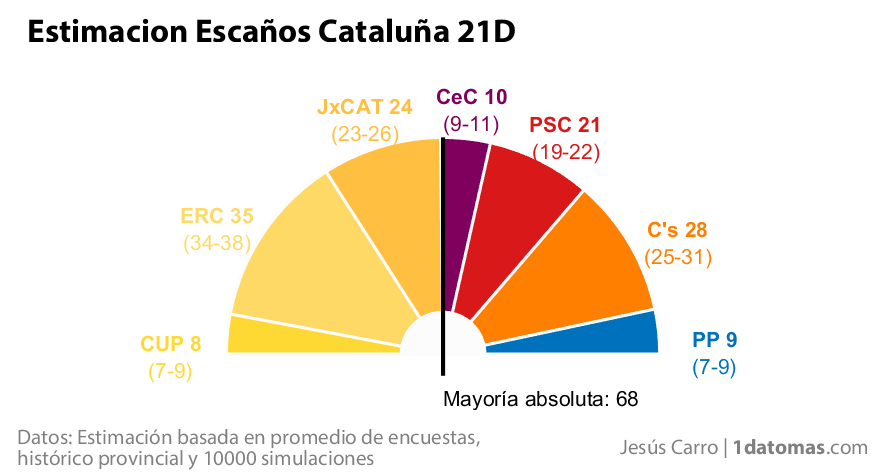 Estimacion Escaños Cataluña 21D
CeC 10
(9-11)
JxCAT 24
(23-26)
PSC 21
(19-22)
ERC 35
(34-38)
C's 28
(25-31)
CUP 8
(7-9)
PP 9
(7-9)
Mayoría absoluta: 68
Datos: Estimación basada en promedio de encuestas,
histórico provincial y 10000 simulaciones
Jesús Carro | 1datomas.com